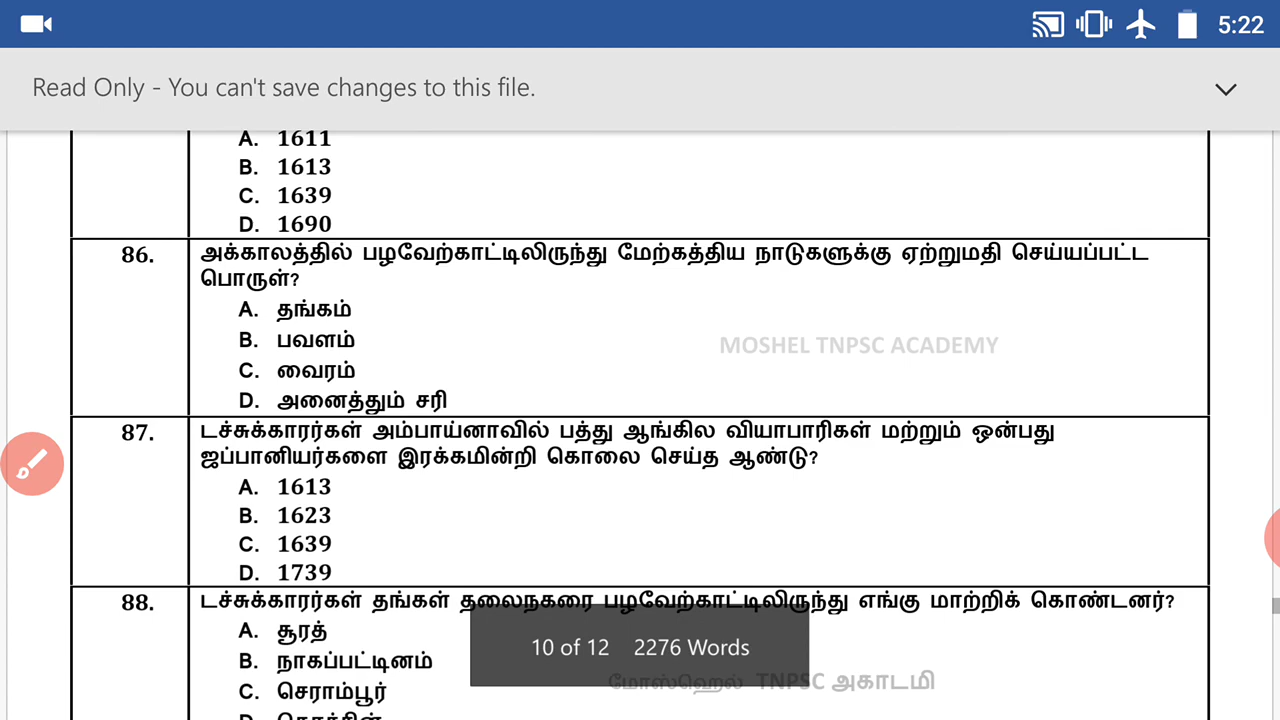 5:22
Read Only - You can't save changes to this file.
A. 1611
B. 1613
C. 1639
D. 1690
86. அக்காலத்தில் பழவேற்காட்டிலிருந்து மேற்கத்திய நாடுகளுக்கு ஏற்றுமதி செய்யப்பட்ட
பொருள்?
A. தங்கம்
B. பவளம்
MOSHEL TNPSC ACADEMY
C. வைரம்
D. அனைத்தும் சரி
87. டச்சுக்காரர்கள் அம்பாய்னாவில் பத்து ஆங்கில வியாபாரிகள் மற்றும் ஒன்பது
ஜப்பானியர்களை இரக்கமின்றி கொலை செய்த ஆண்டு?
A. 1613
B. 1623
C. 1639
D. 1739
88. டச்சுக்காரர்கள் தங்கள் தலைநகரை பழவேற்காட்டிலிருந்து எங்கு மாற்றிக் கொண்டனர்?
A. சூரத்
10 of 12 2276 Words
B. நாகப்பட்டினம்
மோஸ்ஹெல் TNPSC அகாடமி
C. செராம்பூர்